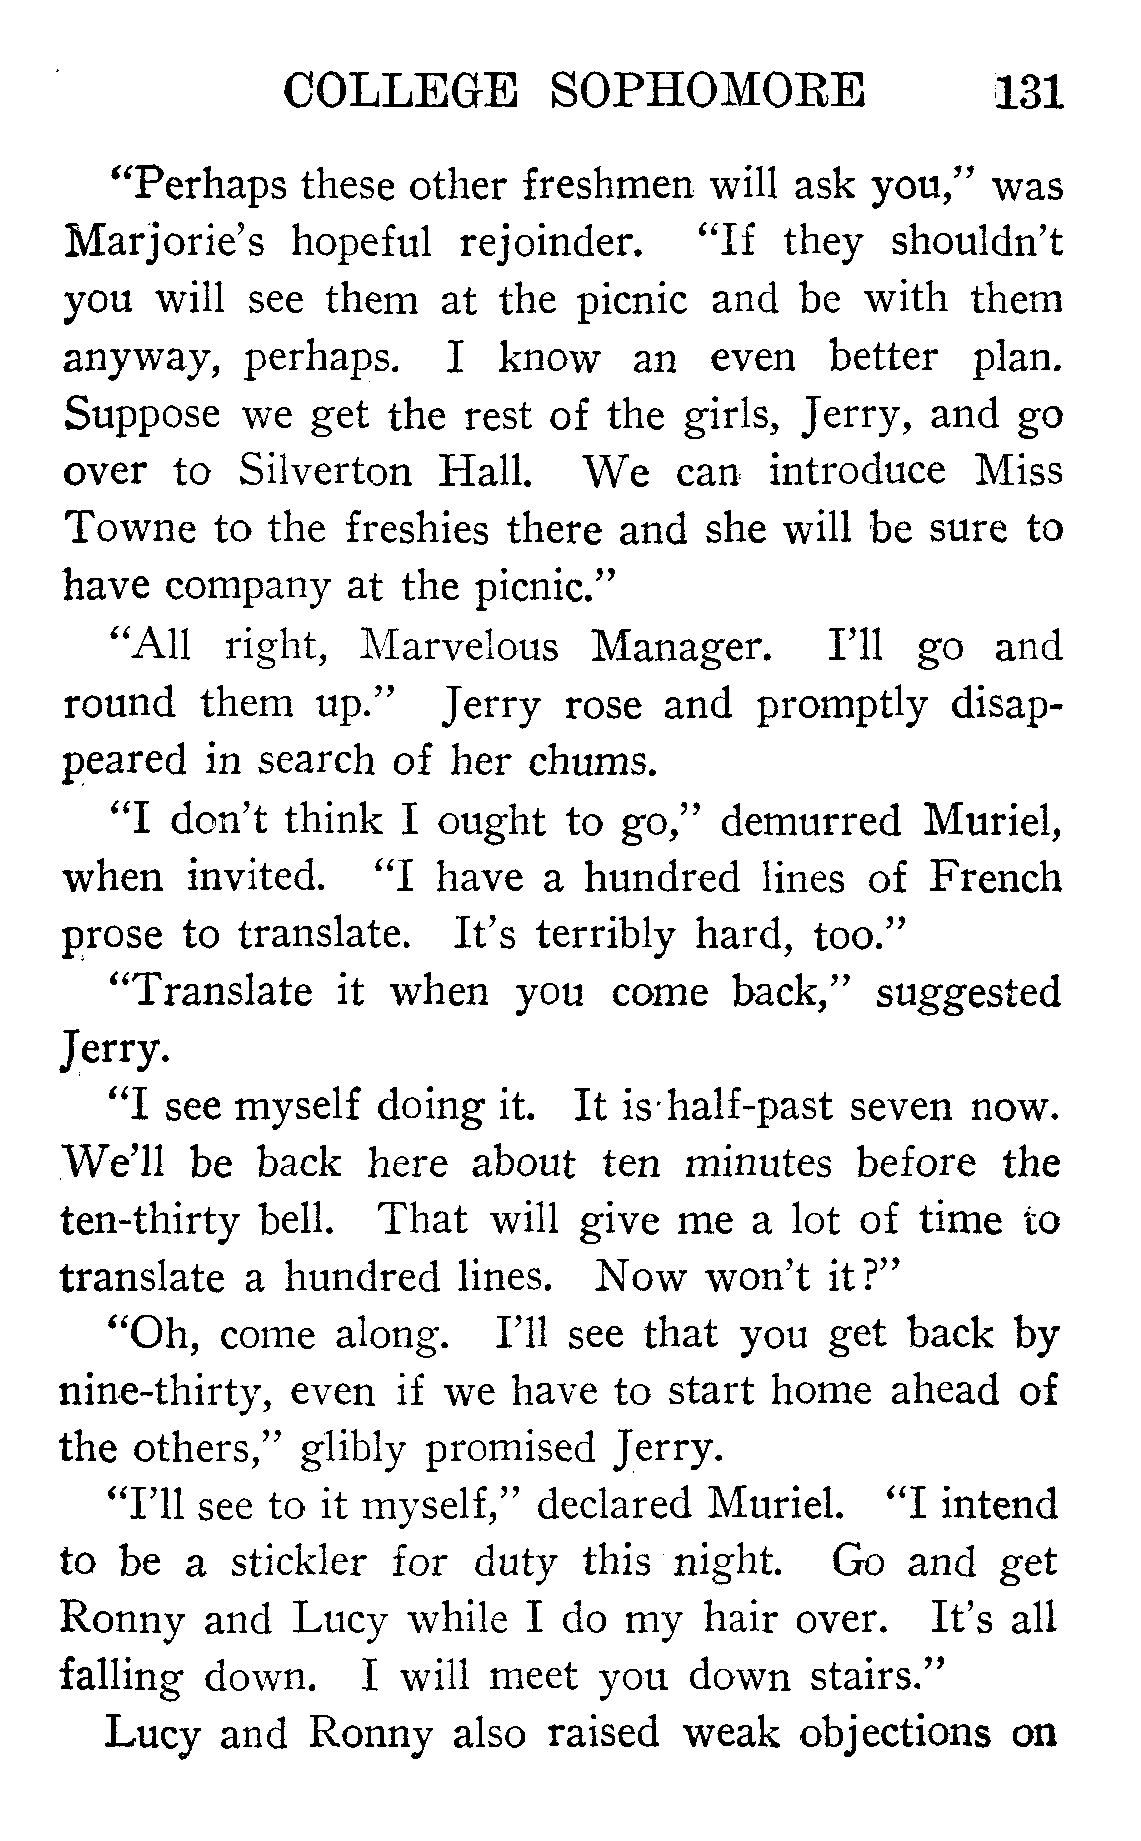 COLLEGE SOPHOMORE 131
“Perhaps these other freshmen will ask you,” was
Marjorie’s hopeful rejoinder. “If they shouldn’t
you will see them at the picnic and be with them
anyway, perhaps. I know an even better plan.
Suppose we get the rest of the girls, Jerry, and go
over to Silverton Hall. We can introduce Miss
Towne to the freshies there and she will be sure to
have company at the picnic.”
“All right, Marvelous Manager. I’ll go and
round them up.” Jerry rose and promptly disap-
peared in search of her chums.
“I don’t think I ought to go,” demurred Muriel,
when invited. “I have a hundred lines of French
prose to translate. It’s terribly hard, too.”
“Translate it when you come back,” suggested
Jerry.
“I see myself doing it. It is half-past seven now.
We’ll be back here about ten minutes before the
ten-thirty bell. That will give me a lot of time to
translate a hundred lines. Now won’t it?”
“Oh, come along. I’ll see that you get back by
nine-thirty, even if we have to start home ahead of
the others,” glibly promised Jerry.
“I’ll see to it myself,” declared Muriel. “I intend
to be a stickler for duty this night. Go and get
Ronny and Lucy while I do my hair over. It’s all
falling down. I will meet you down stairs.”
Lucy and Ronny also raised weak objections on